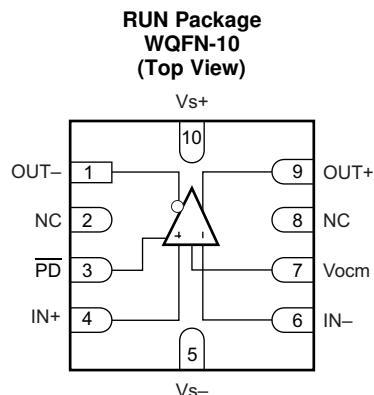 RUN Package
WQFN-10
(Top View)
Vs+
10
OUT– 1 9 OUT+
NC 2 8 NC
PD 3 7 Vocm
+ –
IN+ 4 6 IN–
5
Vs–